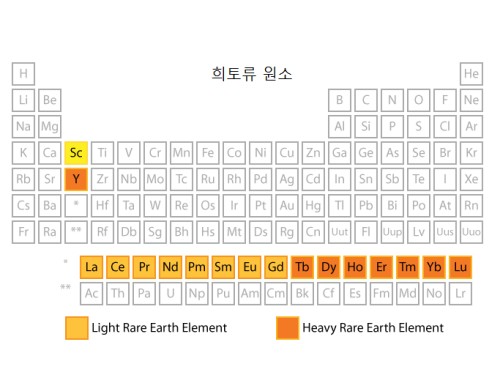 희토류 원소
H He
Li Be B C N O F Ne
Na Mg Al Si P S Cl Ar
K Ca Sc Ti V Cr Mn Fe Co Ni Cu Zn Ga Ge As Se Br Kr
Rb Sr Y Zr Nb Mo Tc Ru Rh Pd Ag Cd In Sn Sb Te I Xe
Cs Ba * Hf Ta W Re Os Ir Pt Au Hg Tl Pb Bi Po At Rn
Fr Ra ** Rf Db Sg Bh Hs Mt Ds Rg Cn Uut Fl Uup Lv Uus Uuo
* La Ce Pr Nd Pm Sm Eu Gd Tb Dy Ho Er Tm Yb Lu
** Ac Th Pa U Np Pu Am Cm Bk Cf Es Fm Md No Lr
Light Rare Earth Element Heavy Rare Earth Element